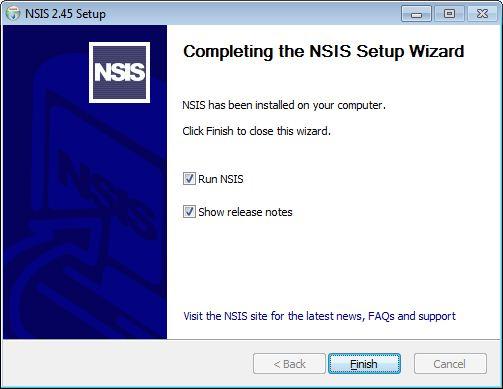 NSIS 2.45 Setup
NSIS
Completing the NSIS Setup Wizard
NSIS has been installed on your computer.
Click Finish to close this wizard.
NSIS
Run NSIS
Show release notes
Visit the NSIS site for the latest news, FAQs and support
< Back
Finish
Cancel